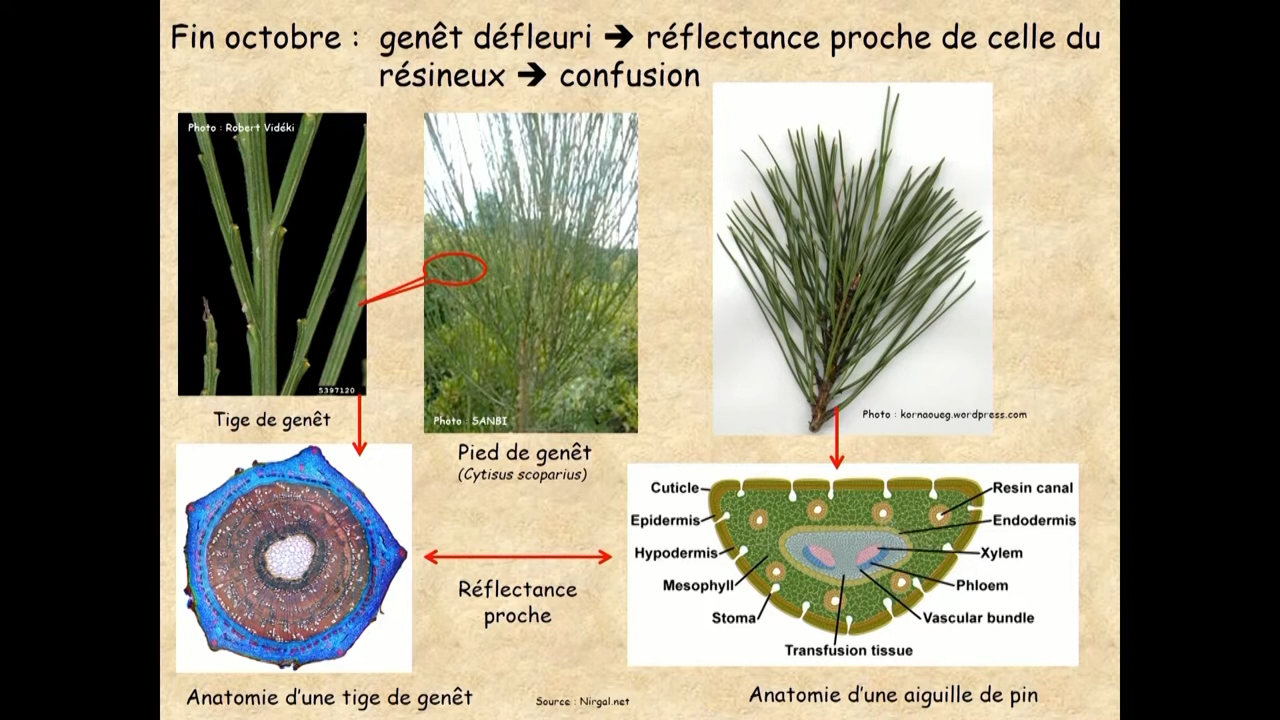 Fin octobre : genêt défleuri ➔ réflectance proche de celle du
résineux ➔ confusion
Photo : Robert Vidéki
5397120
Tige de genêt
Photo : SANBI
Pied de genêt
(Cytisus scoparius)
Photo : kornaoueg.wordpress.com
Cuticle
Epidermis
Hypodermis
Mesophyll
Stoma
Transfusion tissue
Resin canal
Endodermis
Xylem
Phloem
Vascular bundle
Réflectance
proche
Anatomie d'une tige de genêt
Source : Nirgal.net
Anatomie d'une aiguille de pin